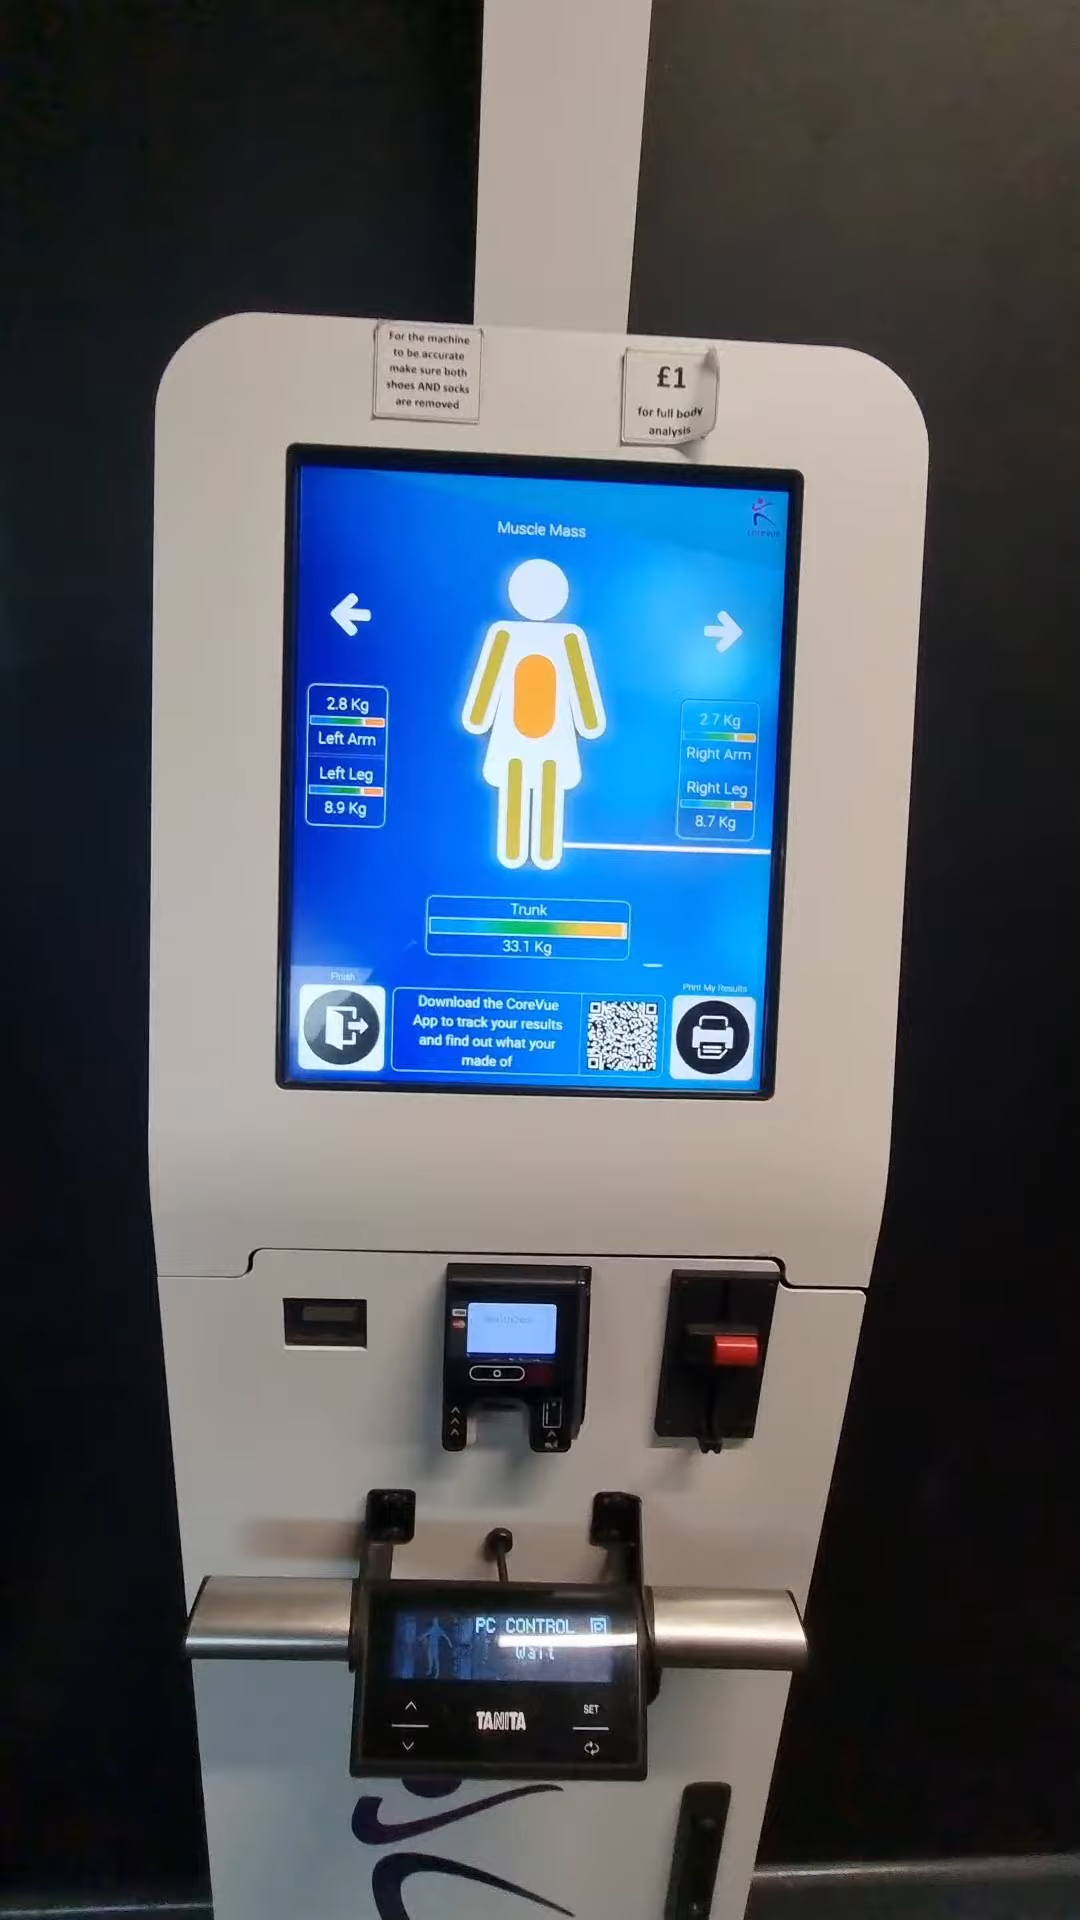 For the machine
to be accurate
make sure both
shoes AND socks
are removed
£1
for full body
analysis
corevue
Muscle Mass
2.8 Kg
Left Arm
Left Leg
8.9 Kg
2.7 Kg
Right Arm
Right Leg
8.7 Kg
Trunk
33.1 Kg
Finish
Download the CoreVue
App to track your results
and find out what your
made of
Print My Results
PC CONTROL P
Wait
TANITA
SET